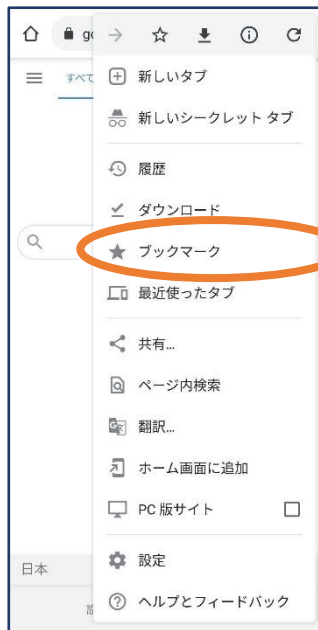 すべて
新しいタブ
新しいシークレット タブ
履歴
ダウンロード
ブックマーク
最近使ったタブ
共有...
ページ内検索
翻訳...
ホーム画面に追加
PC 版サイト
設定
ヘルプとフィードバック
日本